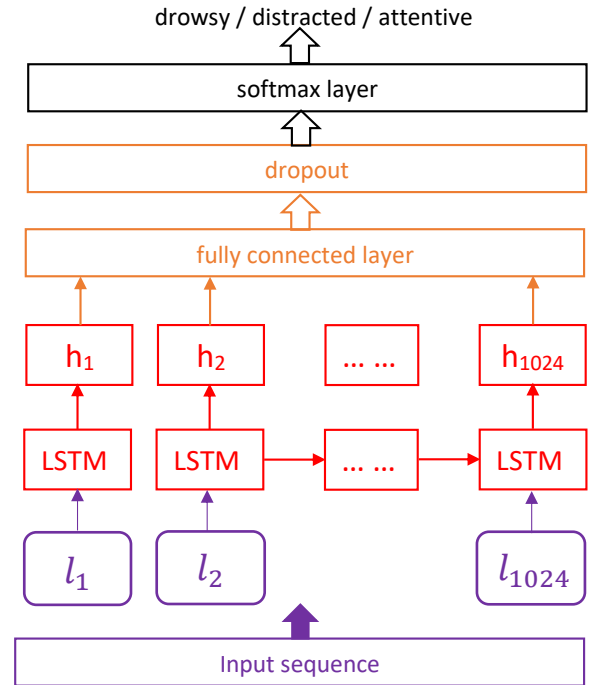 drowsy / distracted / attentive
softmax layer
dropout
fully connected layer
h₁ h₂ ... ... h₁₀₂₄
LSTM LSTM ... ... LSTM
l₁ l₂ l₁₀₂₄
Input sequence